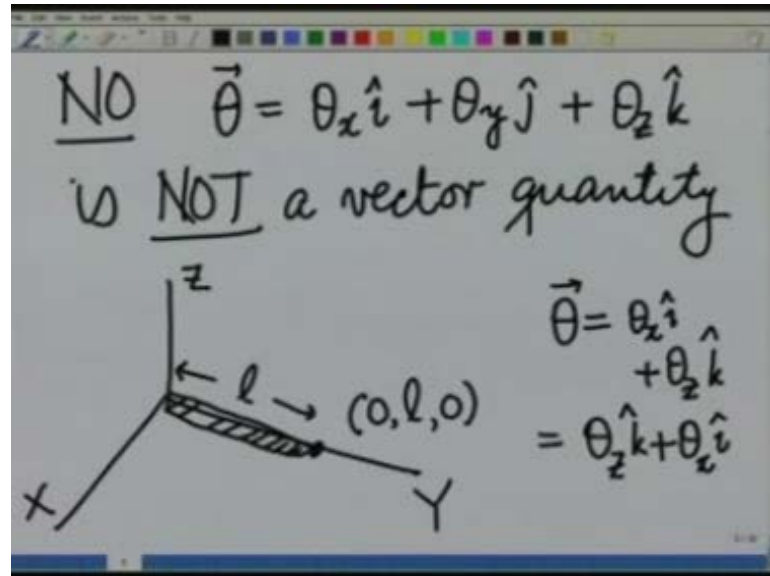 NO θ⃗ = θₓî + θᵧĵ + θ_z k̂
is NOT a vector quantity
Z
← l → (0, l, 0)
X
Y
θ⃗ = θₓî
+ θ_z k̂
= θ_z k̂ + θₓî